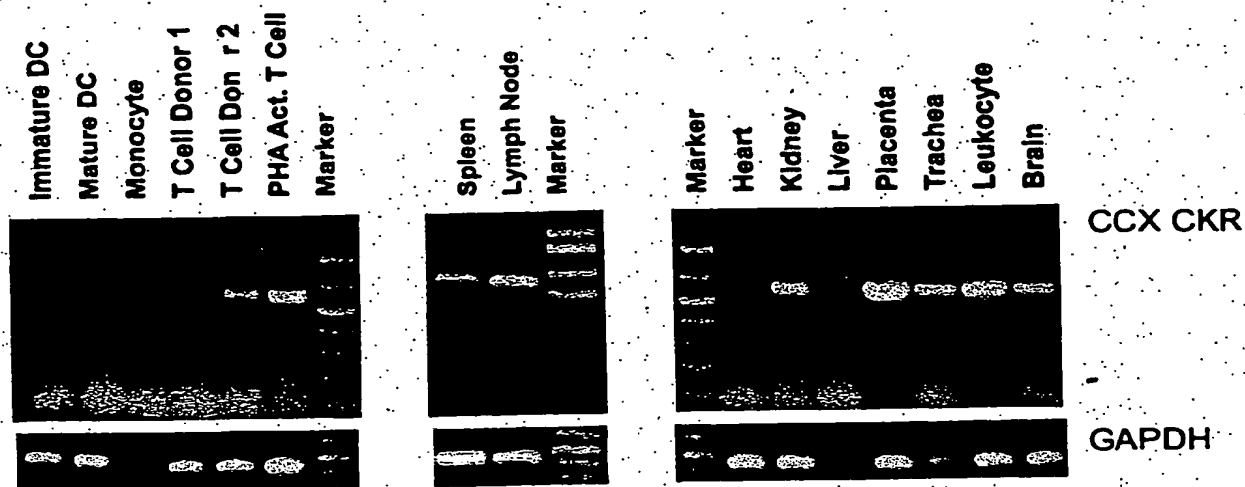 Immature DC
Mature DC
Monocyte
T Cell Donor 1
T Cell Don r 2
PHA Act. T Cell
Marker
Spleen
Lymph Node
Marker
Marker
Heart
Kidney
Liver
Placenta
Trachea
Leukocyte
Brain
CCX CKR
GAPDH